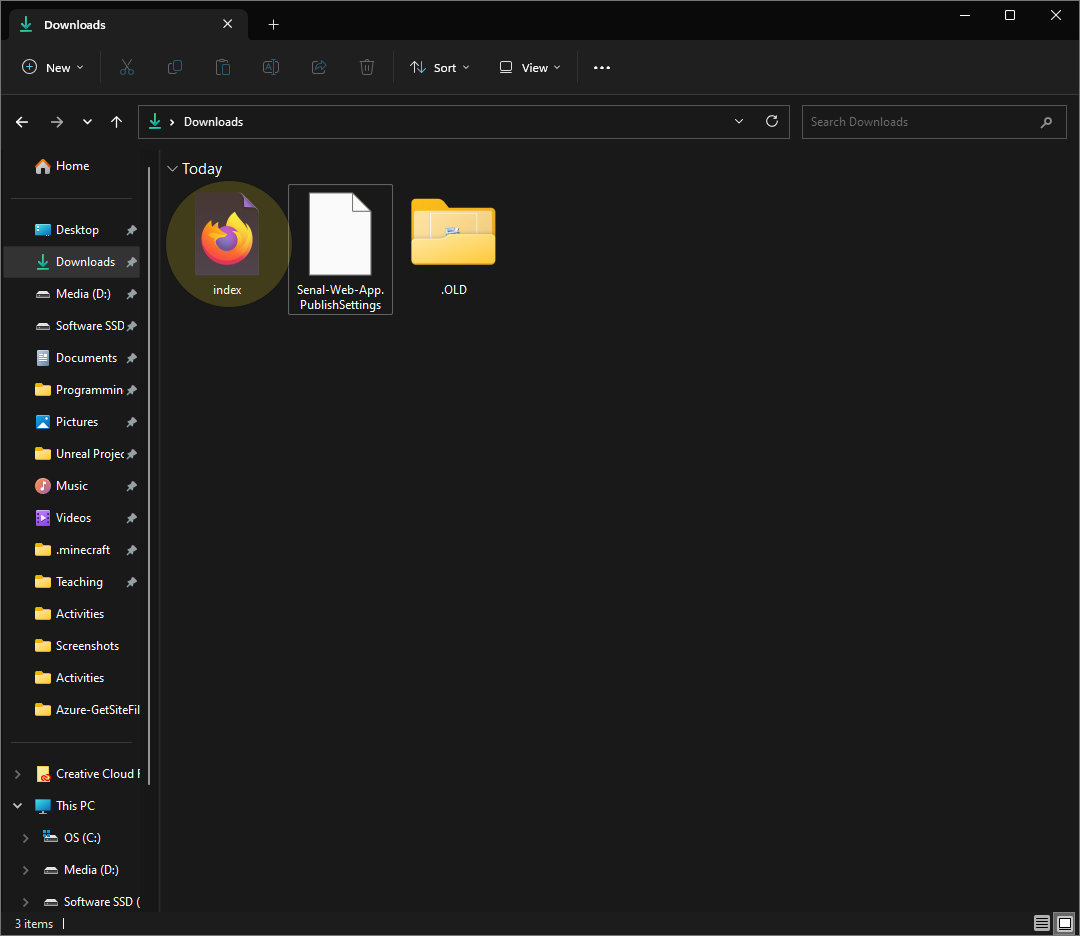 Downloads
New
Sort
View
Downloads
Search Downloads
Home
Desktop
Downloads
Media (D:)
Software SSD
Documents
Programmin
Pictures
Unreal Projec
Music
Videos
.minecraft
Teaching
Activities
Screenshots
Activities
Azure-GetSiteFil
Creative Cloud F
This PC
OS (C:)
Media (D:)
Software SSD (
Today
index
Senal-Web-App.
PublishSettings
.OLD
3 items